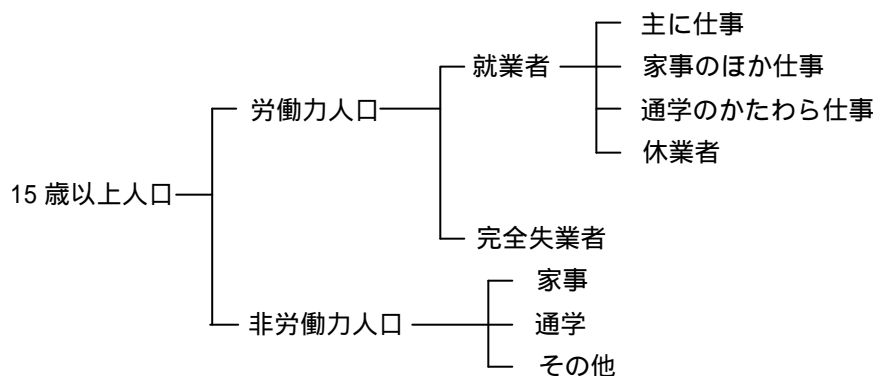 主に仕事
就業者
家事のほか仕事
労働力人口
通学のかたわら仕事
休業者
15 歳以上人口
完全失業者
家事
非労働力人口
通学
その他